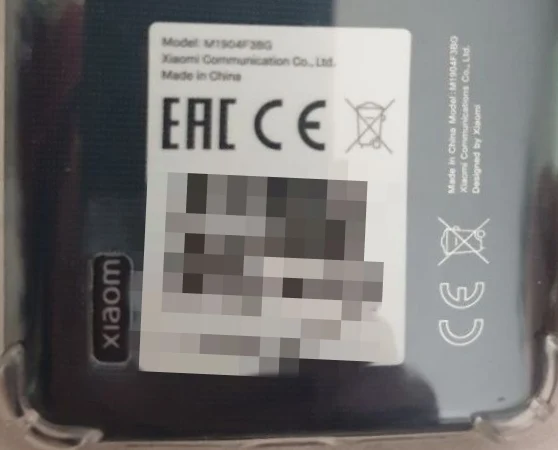 Model: M1904F3BG
Xiaomi Communication Co., Ltd.
Made in China
EAC CE
xiaomi
Made in China Model: M1904F3BG
Xiaomi Communications Co., Ltd.
Designed by Xiaomi
CE